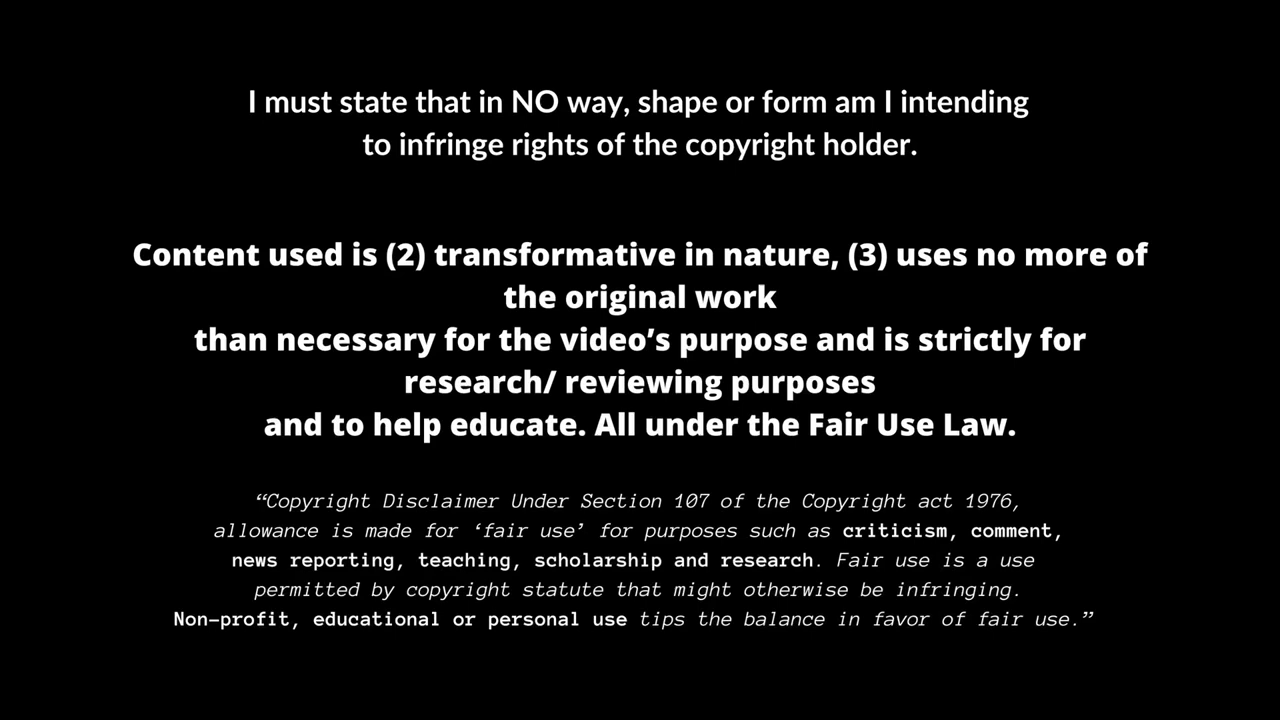 I must state that in NO way, shape or form am I intending
to infringe rights of the copyright holder.
Content used is (2) transformative in nature, (3) uses no more of
the original work
than necessary for the video’s purpose and is strictly for
research/ reviewing purposes
and to help educate. All under the Fair Use Law.
“Copyright Disclaimer Under Section 107 of the Copyright act 1976,
allowance is made for ‘fair use’ for purposes such as criticism, comment,
news reporting, teaching, scholarship and research. Fair use is a use
permitted by copyright statute that might otherwise be infringing.
Non-profit, educational or personal use tips the balance in favor of fair use.”